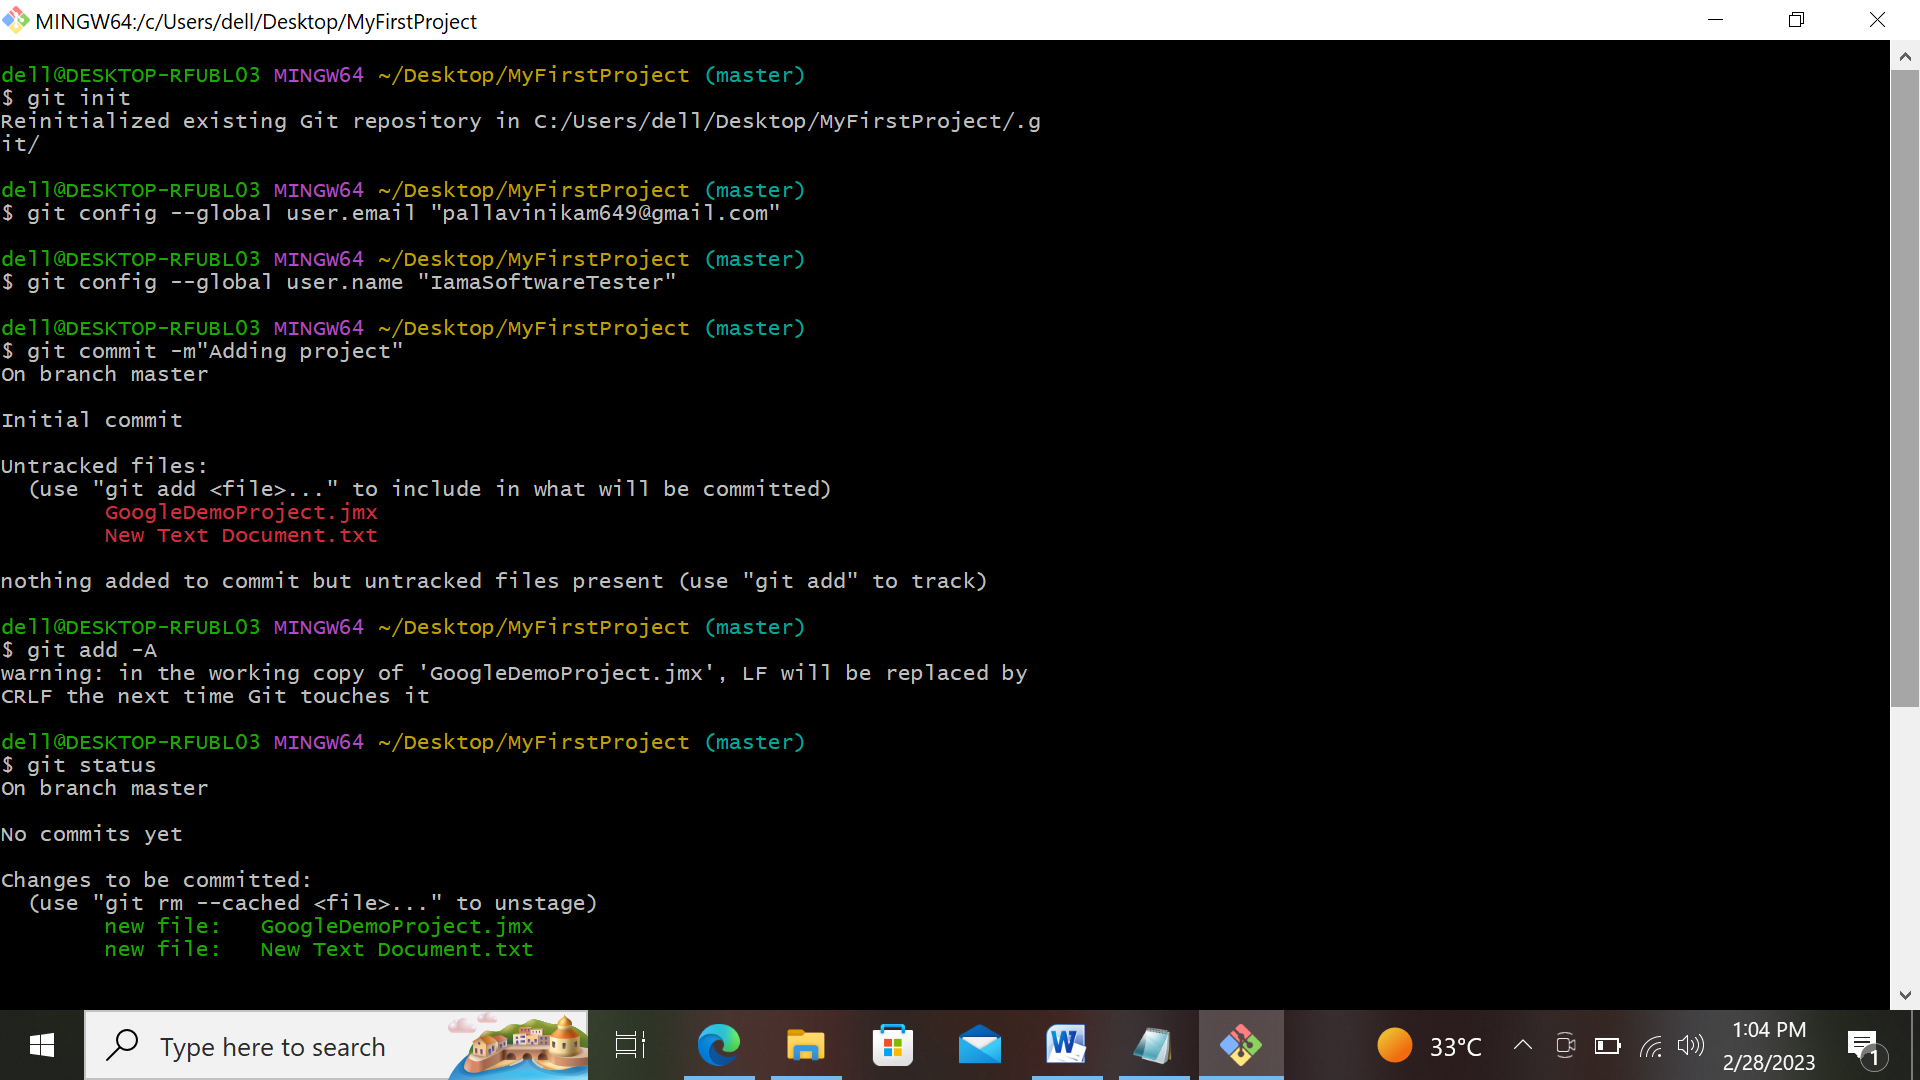 MINGW64:/c/Users/dell/Desktop/MyFirstProject
dell@DESKTOP-RFUBL03 MINGW64 ~/Desktop/MyFirstProject (master)
$ git init
Reinitialized existing Git repository in C:/Users/dell/Desktop/MyFirstProject/.g
it/
dell@DESKTOP-RFUBL03 MINGW64 ~/Desktop/MyFirstProject (master)
$ git config --global user.email "pallavinikam649@gmail.com"
dell@DESKTOP-RFUBL03 MINGW64 ~/Desktop/MyFirstProject (master)
$ git config --global user.name "IamaSoftwareTester"
dell@DESKTOP-RFUBL03 MINGW64 ~/Desktop/MyFirstProject (master)
$ git commit -m"Adding project"
On branch master
Initial commit
Untracked files:
  (use "git add <file>..." to include in what will be committed)
        GoogleDemoProject.jmx
        New Text Document.txt
nothing added to commit but untracked files present (use "git add" to track)
dell@DESKTOP-RFUBL03 MINGW64 ~/Desktop/MyFirstProject (master)
$ git add -A
warning: in the working copy of 'GoogleDemoProject.jmx', LF will be replaced by
CRLF the next time Git touches it
dell@DESKTOP-RFUBL03 MINGW64 ~/Desktop/MyFirstProject (master)
$ git status
On branch master
No commits yet
Changes to be committed:
  (use "git rm --cached <file>..." to unstage)
        new file:   GoogleDemoProject.jmx
        new file:   New Text Document.txt
Type here to search
33°C
1:04 PM
2/28/2023
1